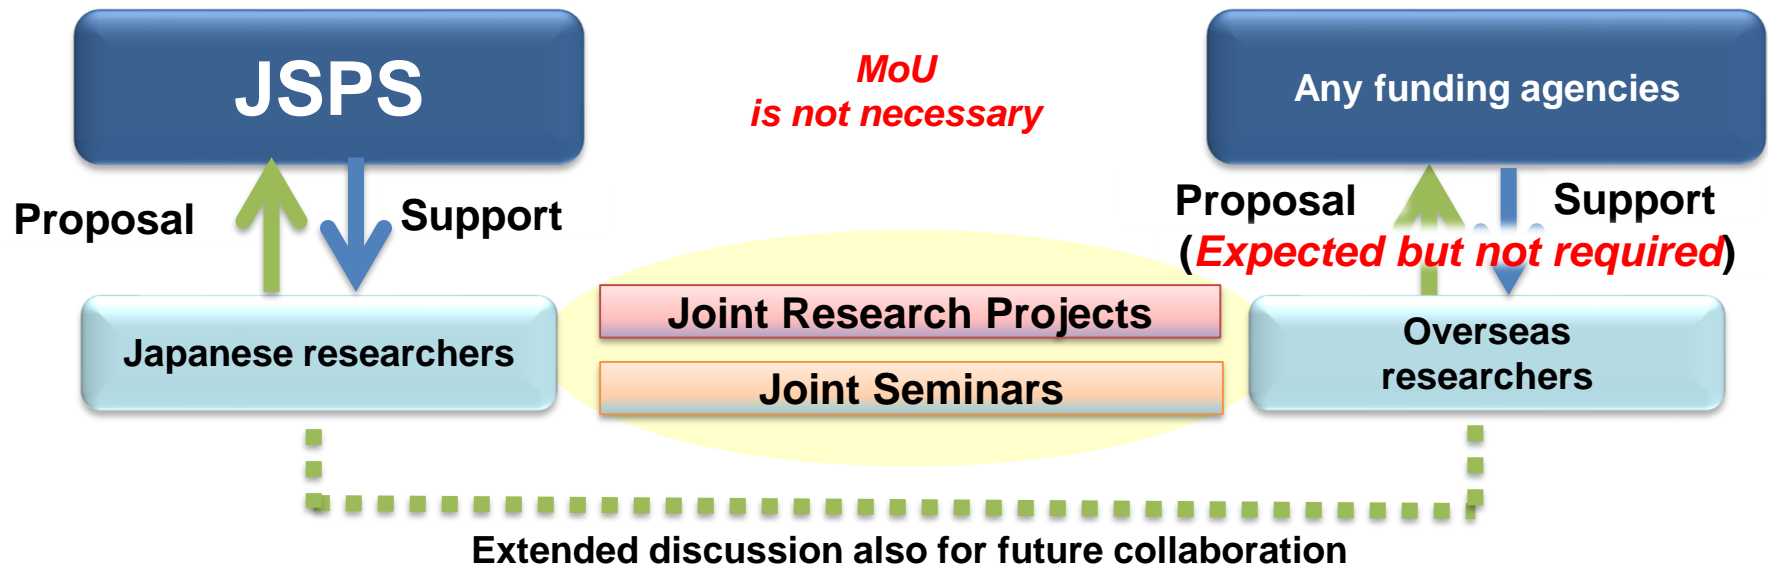 JSPS
MoU
is not necessary
Any funding agencies
Proposal
Support
Proposal
Support
(Expected but not required)
Japanese researchers
Joint Research Projects
Joint Seminars
Overseas
researchers
Extended discussion also for future collaboration